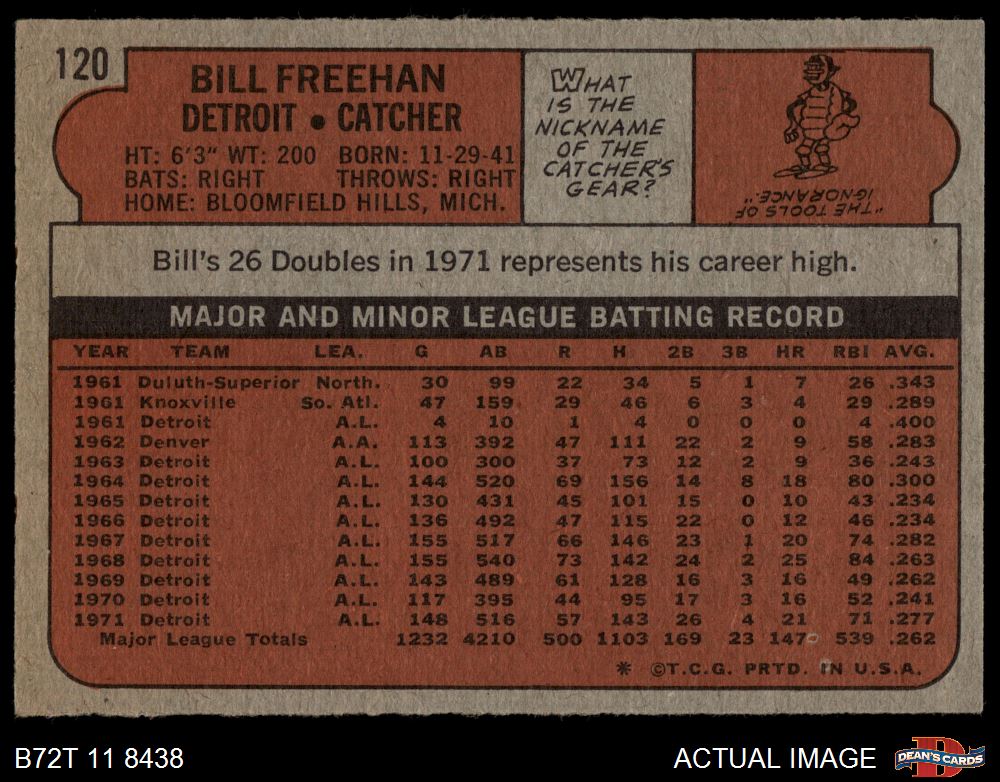 120
BILL FREEHAN
DETROIT • CATCHER
HT: 6'3" WT: 200 BORN: 11-29-41
BATS: RIGHT THROWS: RIGHT
HOME: BLOOMFIELD HILLS, MICH.
WHAT
IS THE
NICKNAME
OF THE
CATCHER'S
GEAR?
"THE TOOLS OF
IGNORANCE."
Bill's 26 Doubles in 1971 represents his career high.
MAJOR AND MINOR LEAGUE BATTING RECORD
YEAR TEAM LEA. G AB R H 2B 3B HR RBI AVG.
1961 Duluth-Superior North. 30 99 22 34 5 1 7 26 .343
1961 Knoxville So. Atl. 47 159 29 46 6 3 4 29 .289
1961 Detroit A.L. 4 10 1 4 0 0 0 4 .400
1962 Denver A.A. 113 392 47 111 22 2 9 58 .283
1963 Detroit A.L. 100 300 37 73 12 2 9 36 .243
1964 Detroit A.L. 144 520 69 156 14 8 18 80 .300
1965 Detroit A.L. 130 431 45 101 15 0 10 43 .234
1966 Detroit A.L. 136 492 47 115 22 0 12 46 .234
1967 Detroit A.L. 155 517 66 146 23 1 20 74 .282
1968 Detroit A.L. 155 540 73 142 24 2 25 84 .263
1969 Detroit A.L. 143 489 61 128 16 3 16 49 .262
1970 Detroit A.L. 117 395 44 95 17 3 16 52 .241
1971 Detroit A.L. 148 516 57 143 26 4 21 71 .277
Major League Totals 1232 4210 500 1103 169 23 147 539 .262
* ©T.C.G. PRTD. IN U.S.A.
B72T 11 8438
ACTUAL IMAGE
D
DEAN'S CARDS